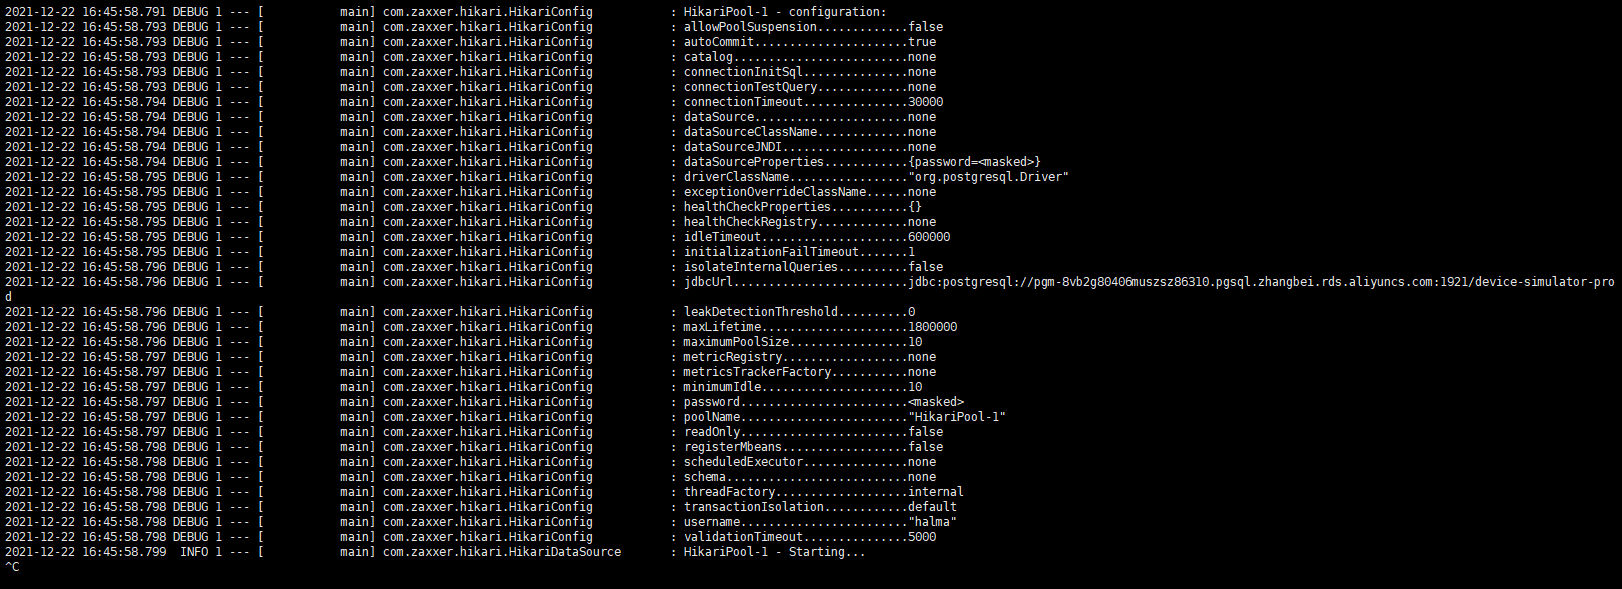 2021-12-22 16:45:58.791 DEBUG 1 --- [           main] com.zaxxer.hikari.HikariConfig           : HikariPool-1 - configuration:
2021-12-22 16:45:58.793 DEBUG 1 --- [           main] com.zaxxer.hikari.HikariConfig           : allowPoolSuspension.............false
2021-12-22 16:45:58.793 DEBUG 1 --- [           main] com.zaxxer.hikari.HikariConfig           : autoCommit......................true
2021-12-22 16:45:58.793 DEBUG 1 --- [           main] com.zaxxer.hikari.HikariConfig           : catalog.........................none
2021-12-22 16:45:58.793 DEBUG 1 --- [           main] com.zaxxer.hikari.HikariConfig           : connectionInitSql...............none
2021-12-22 16:45:58.793 DEBUG 1 --- [           main] com.zaxxer.hikari.HikariConfig           : connectionTestQuery.............none
2021-12-22 16:45:58.794 DEBUG 1 --- [           main] com.zaxxer.hikari.HikariConfig           : connectionTimeout...............30000
2021-12-22 16:45:58.794 DEBUG 1 --- [           main] com.zaxxer.hikari.HikariConfig           : dataSource......................none
2021-12-22 16:45:58.794 DEBUG 1 --- [           main] com.zaxxer.hikari.HikariConfig           : dataSourceClassName.............none
2021-12-22 16:45:58.794 DEBUG 1 --- [           main] com.zaxxer.hikari.HikariConfig           : dataSourceJNDI..................none
2021-12-22 16:45:58.794 DEBUG 1 --- [           main] com.zaxxer.hikari.HikariConfig           : dataSourceProperties............{password=<masked>}
2021-12-22 16:45:58.795 DEBUG 1 --- [           main] com.zaxxer.hikari.HikariConfig           : driverClassName................."org.postgresql.Driver"
2021-12-22 16:45:58.795 DEBUG 1 --- [           main] com.zaxxer.hikari.HikariConfig           : exceptionOverrideClassName......none
2021-12-22 16:45:58.795 DEBUG 1 --- [           main] com.zaxxer.hikari.HikariConfig           : healthCheckProperties...........{}
2021-12-22 16:45:58.795 DEBUG 1 --- [           main] com.zaxxer.hikari.HikariConfig           : healthCheckRegistry.............none
2021-12-22 16:45:58.795 DEBUG 1 --- [           main] com.zaxxer.hikari.HikariConfig           : idleTimeout.....................600000
2021-12-22 16:45:58.795 DEBUG 1 --- [           main] com.zaxxer.hikari.HikariConfig           : initializationFailTimeout.......1
2021-12-22 16:45:58.796 DEBUG 1 --- [           main] com.zaxxer.hikari.HikariConfig           : isolateInternalQueries..........false
2021-12-22 16:45:58.796 DEBUG 1 --- [           main] com.zaxxer.hikari.HikariConfig           : jdbcUrl.........................jdbc:postgresql://pgm-8vb2g80406muszsz86310.pgsql.zhangbei.rds.aliyuncs.com:1921/device-simulator-pro
d
2021-12-22 16:45:58.796 DEBUG 1 --- [           main] com.zaxxer.hikari.HikariConfig           : leakDetectionThreshold..........0
2021-12-22 16:45:58.796 DEBUG 1 --- [           main] com.zaxxer.hikari.HikariConfig           : maxLifetime.....................1800000
2021-12-22 16:45:58.796 DEBUG 1 --- [           main] com.zaxxer.hikari.HikariConfig           : maximumPoolSize.................10
2021-12-22 16:45:58.797 DEBUG 1 --- [           main] com.zaxxer.hikari.HikariConfig           : metricRegistry..................none
2021-12-22 16:45:58.797 DEBUG 1 --- [           main] com.zaxxer.hikari.HikariConfig           : metricsTrackerFactory...........none
2021-12-22 16:45:58.797 DEBUG 1 --- [           main] com.zaxxer.hikari.HikariConfig           : minimumIdle.....................10
2021-12-22 16:45:58.797 DEBUG 1 --- [           main] com.zaxxer.hikari.HikariConfig           : password........................<masked>
2021-12-22 16:45:58.797 DEBUG 1 --- [           main] com.zaxxer.hikari.HikariConfig           : poolName........................"HikariPool-1"
2021-12-22 16:45:58.797 DEBUG 1 --- [           main] com.zaxxer.hikari.HikariConfig           : readOnly........................false
2021-12-22 16:45:58.798 DEBUG 1 --- [           main] com.zaxxer.hikari.HikariConfig           : registerMbeans..................false
2021-12-22 16:45:58.798 DEBUG 1 --- [           main] com.zaxxer.hikari.HikariConfig           : scheduledExecutor...............none
2021-12-22 16:45:58.798 DEBUG 1 --- [           main] com.zaxxer.hikari.HikariConfig           : schema..........................none
2021-12-22 16:45:58.798 DEBUG 1 --- [           main] com.zaxxer.hikari.HikariConfig           : threadFactory...................internal
2021-12-22 16:45:58.798 DEBUG 1 --- [           main] com.zaxxer.hikari.HikariConfig           : transactionIsolation............default
2021-12-22 16:45:58.798 DEBUG 1 --- [           main] com.zaxxer.hikari.HikariConfig           : username........................"halma"
2021-12-22 16:45:58.798 DEBUG 1 --- [           main] com.zaxxer.hikari.HikariConfig           : validationTimeout...............5000
2021-12-22 16:45:58.799  INFO 1 --- [           main] com.zaxxer.hikari.HikariDataSource       : HikariPool-1 - Starting...
^C